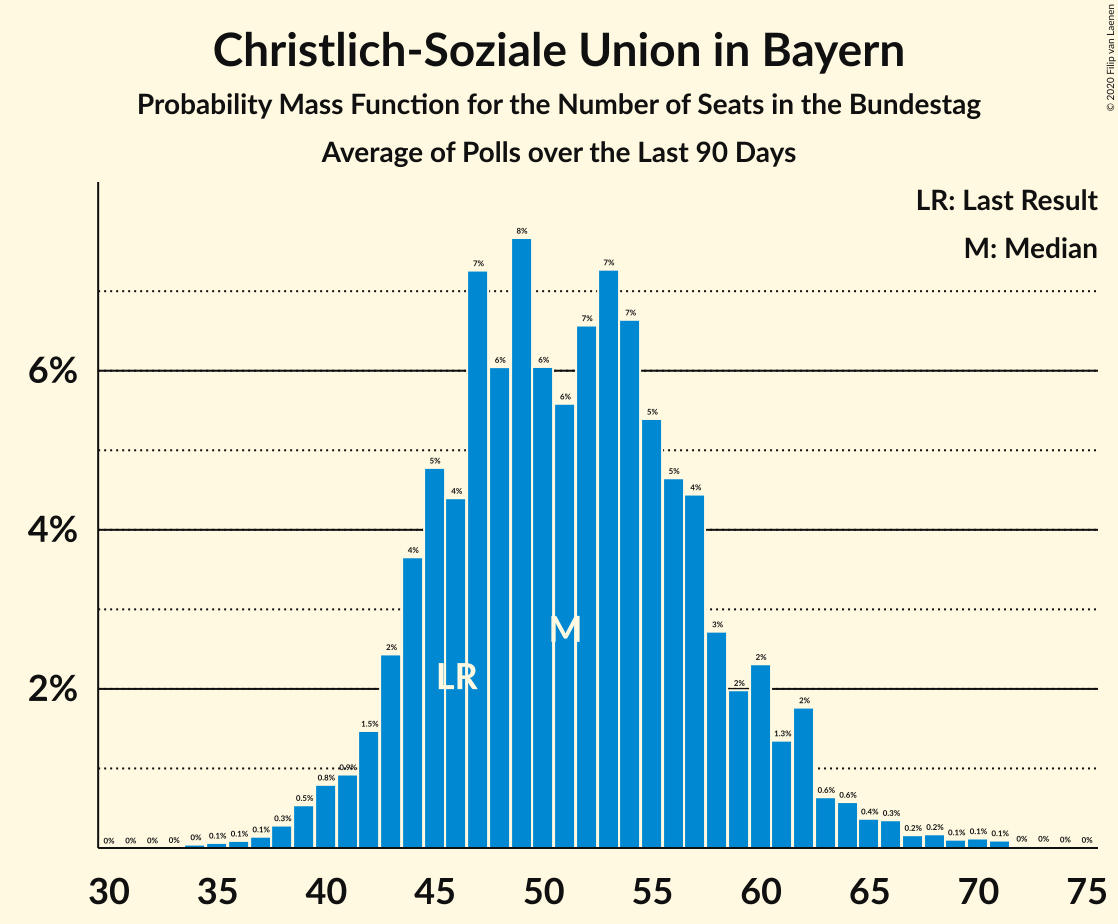 Christlich-Soziale Union in Bayern
Probability Mass Function for the Number of Seats in the Bundestag
Average of Polls over the Last 90 Days
© 2020 Filip van Laenen
LR: Last Result
M: Median
6%
4%
2%
0% 0% 0% 0% 0% 0.1% 0.1% 0.1% 0.3% 0.5% 0.8% 0.9% 1.5% 2% 4% 5% 4% 7% 6% 8% 6% 6% 7% 7% 7% 5% 5% 4% 3% 2% 2% 1.3% 2% 0.6% 0.6% 0.4% 0.3% 0.2% 0.2% 0.1% 0.1% 0.1% 0% 0% 0% 0%
M
LR
30 35 40 45 50 55 60 65 70 75